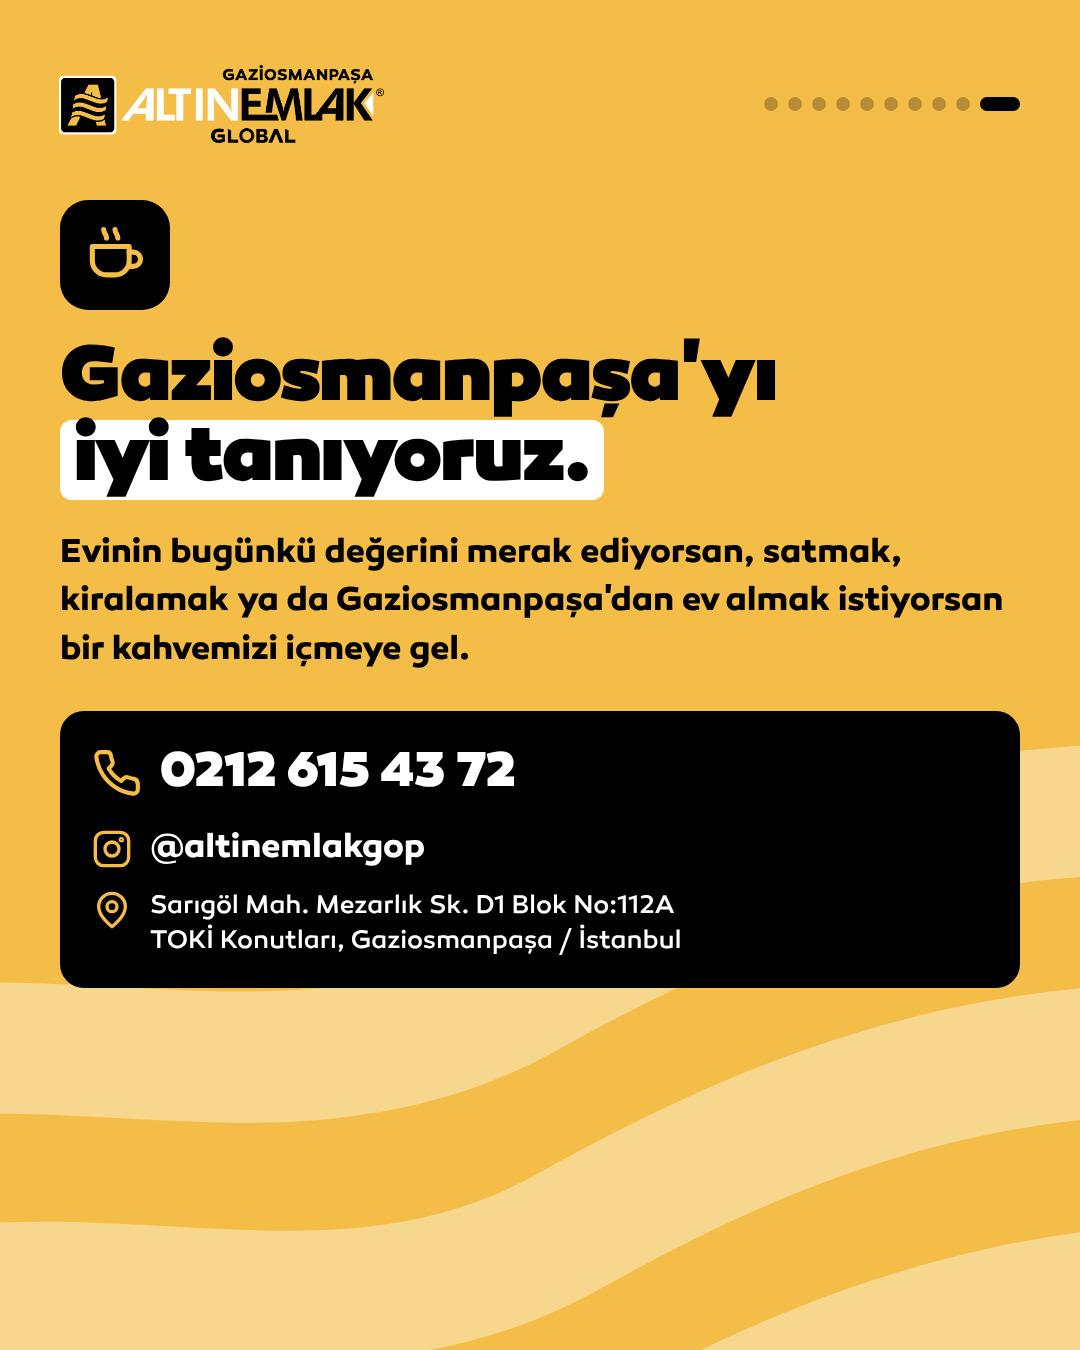 GAZİOSMANPAŞA
ALTINEMLAK®
GLOBAL
Gaziosmanpaşa'yı
iyi tanıyoruz.
Evinin bugünkü değerini merak ediyorsan, satmak,
kiralamak ya da Gaziosmanpaşa'dan ev almak istiyorsan
bir kahvemizi içmeye gel.
0212 615 43 72
@altinemlakgop
Sarıgöl Mah. Mezarlık Sk. D1 Blok No:112A
TOKİ Konutları, Gaziosmanpaşa / İstanbul